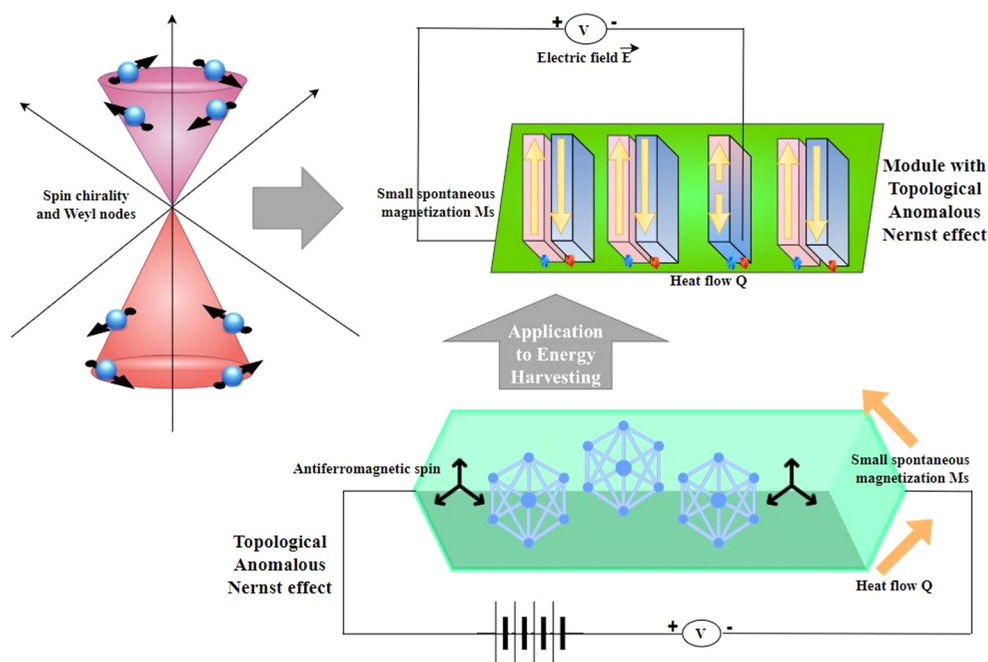 + V -
Electric field E
Spin chirality
and Weyl nodes
Small spontaneous
magnetization Ms
Module with
Topological
Anomalous
Nernst effect
Heat flow Q
Application
to Energy
Harvesting
Antiferromagnetic spin
Small spontaneous
magnetization Ms
Topological
Anomalous
Nernst effect
Heat flow Q
+ V -